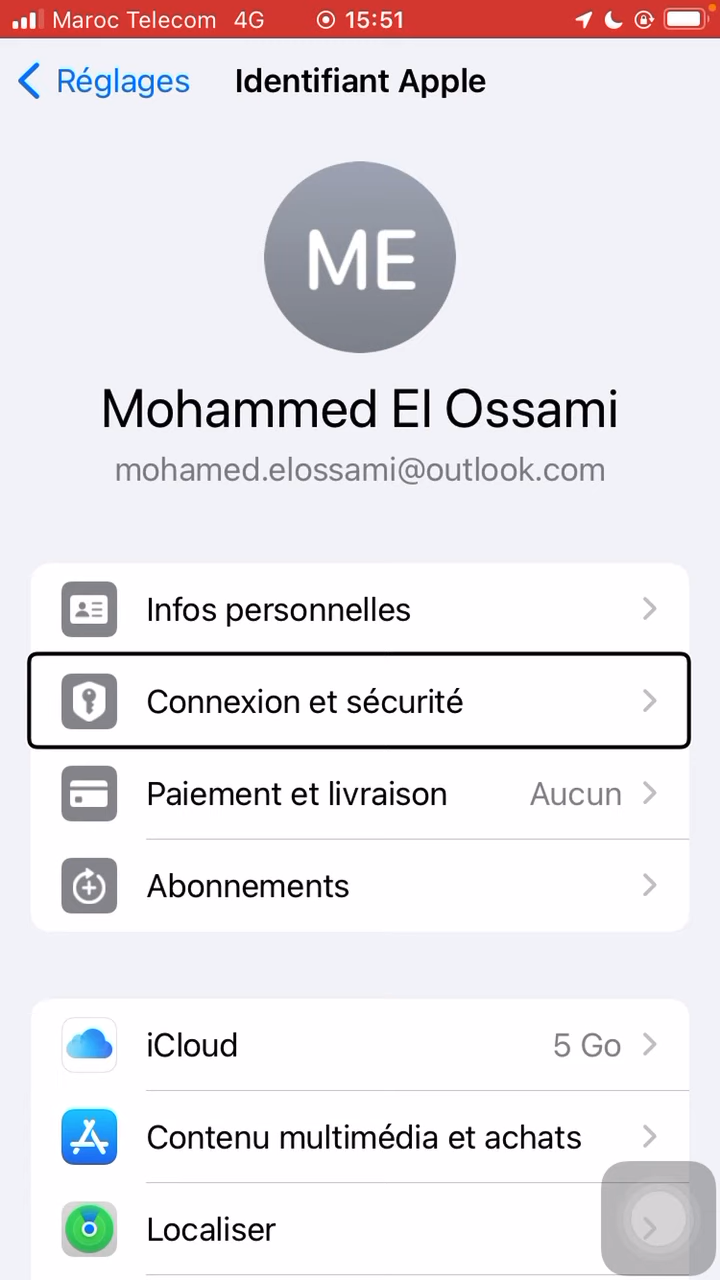 Maroc Telecom 4G 15:51
Réglages Identifiant Apple
ME
Mohammed El Ossami
mohamed.elossami@outlook.com
Infos personnelles
Connexion et sécurité
Paiement et livraison Aucun
Abonnements
iCloud 5 Go
Contenu multimédia et achats
Localiser